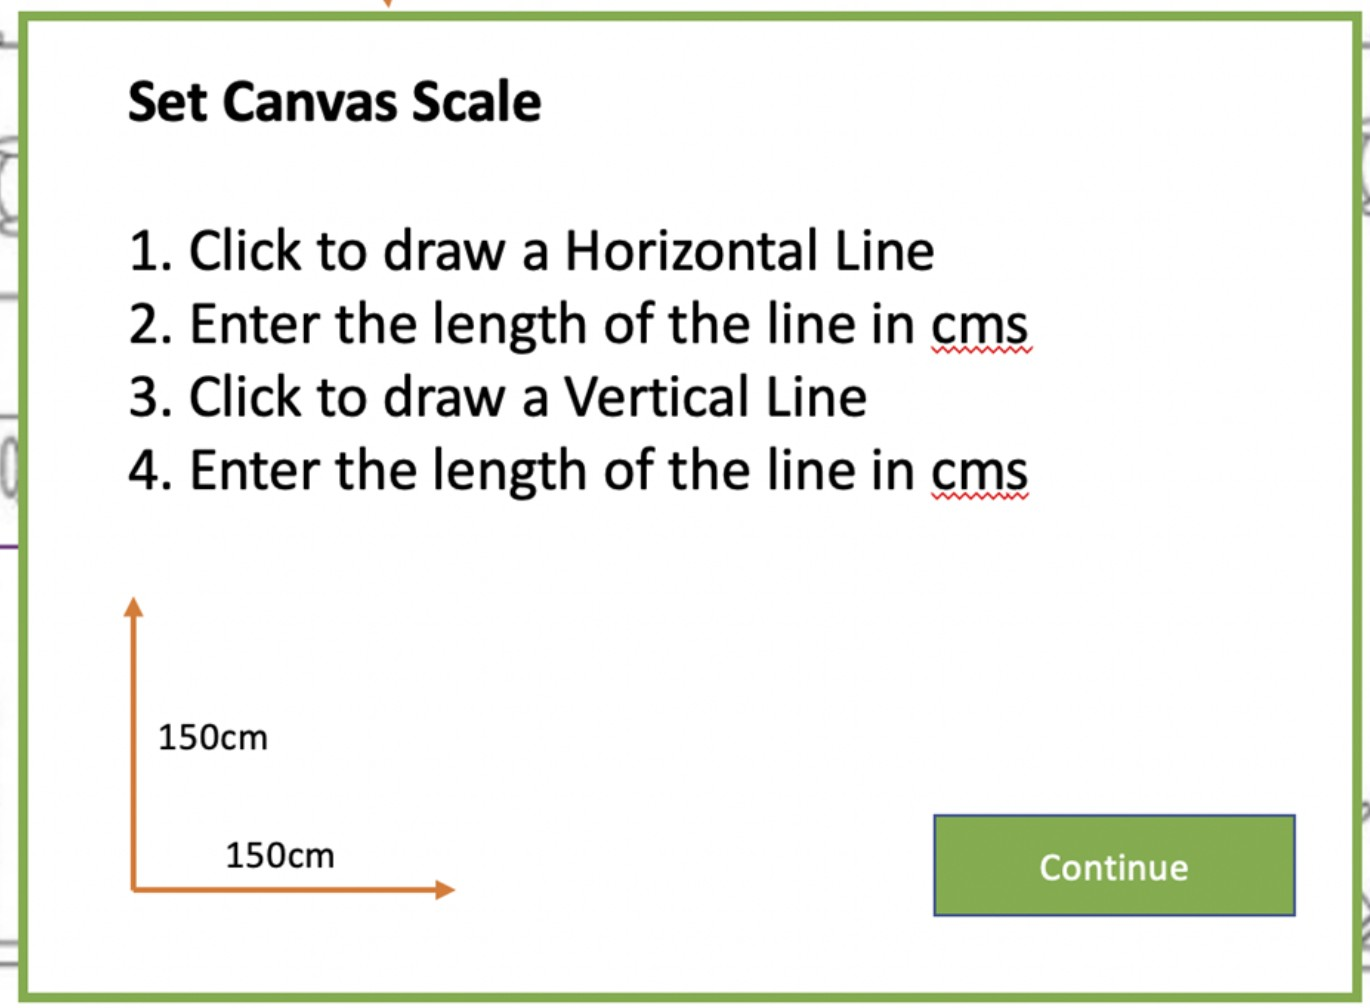 Set Canvas Scale
1. Click to draw a Horizontal Line
2. Enter the length of the line in cms
3. Click to draw a Vertical Line
4. Enter the length of the line in cms
150cm
150cm
Continue